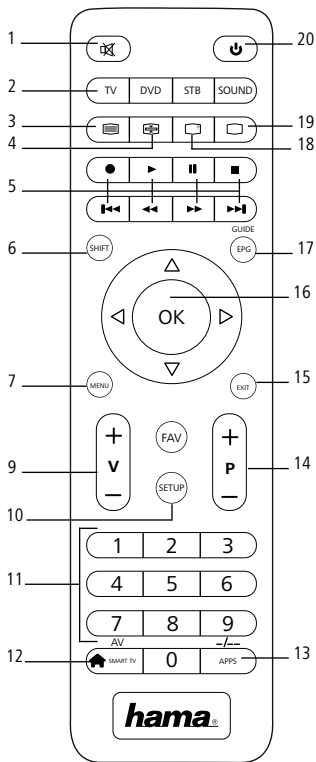 1
20
2
TV DVD STB SOUND
3
19
4
18
5
GUIDE
6
SHIFT
EPG
17
16
OK
7
MENU
EXIT
15
+
FAV
+
9
V
P
14
−
SETUP
−
10
11
1 2 3
4 5 6
7 8 9
AV -/--
12
SMART TV 0 APPS
13
hama®